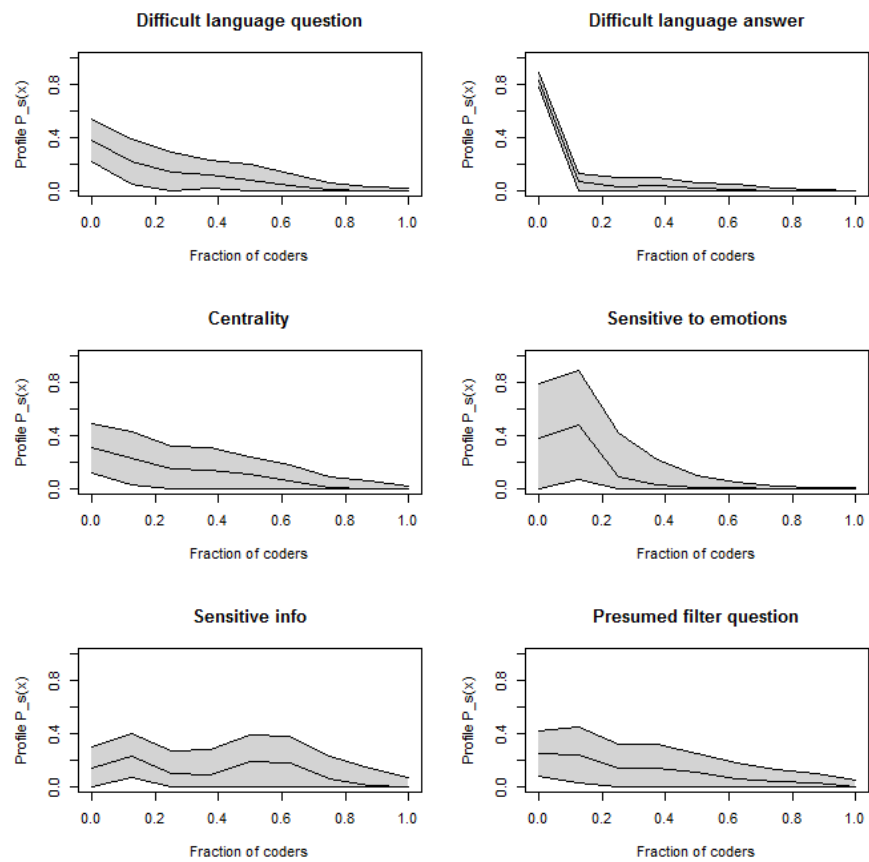 Difficult language question
Profile P_s(x)
0.0 0.4 0.8
0.0 0.2 0.4 0.6 0.8 1.0
Fraction of coders
Difficult language answer
Profile P_s(x)
0.0 0.4 0.8
0.0 0.2 0.4 0.6 0.8 1.0
Fraction of coders
Centrality
Profile P_s(x)
0.0 0.4 0.8
0.0 0.2 0.4 0.6 0.8 1.0
Fraction of coders
Sensitive to emotions
Profile P_s(x)
0.0 0.4 0.8
0.0 0.2 0.4 0.6 0.8 1.0
Fraction of coders
Sensitive info
Profile P_s(x)
0.0 0.4 0.8
0.0 0.2 0.4 0.6 0.8 1.0
Fraction of coders
Presumed filter question
Profile P_s(x)
0.0 0.4 0.8
0.0 0.2 0.4 0.6 0.8 1.0
Fraction of coders